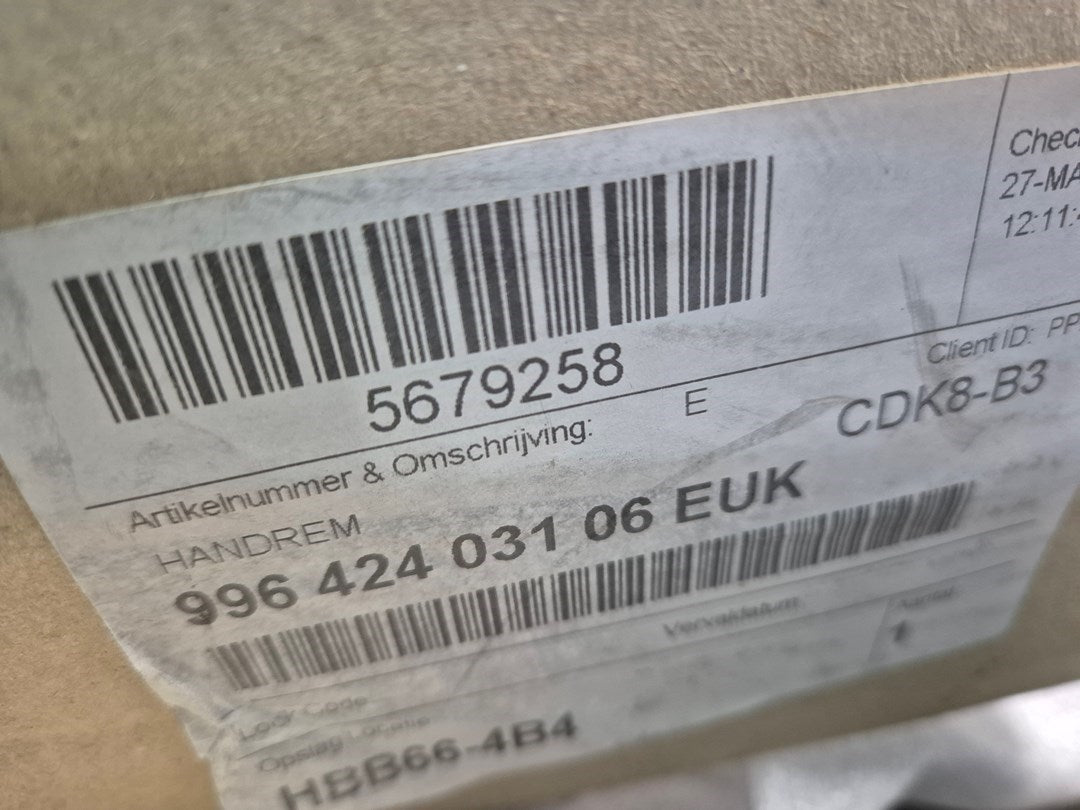 Chec
27-MA
12:11:
5679258
Client ID: PP
Artikelnummer & Omschrijving:
E
CDK8-B3
HANDREM
996 424 031 06 EUK
Vervaldatum:
Aantal:
1
Code
Opslag Locatie
HBB66-4B4